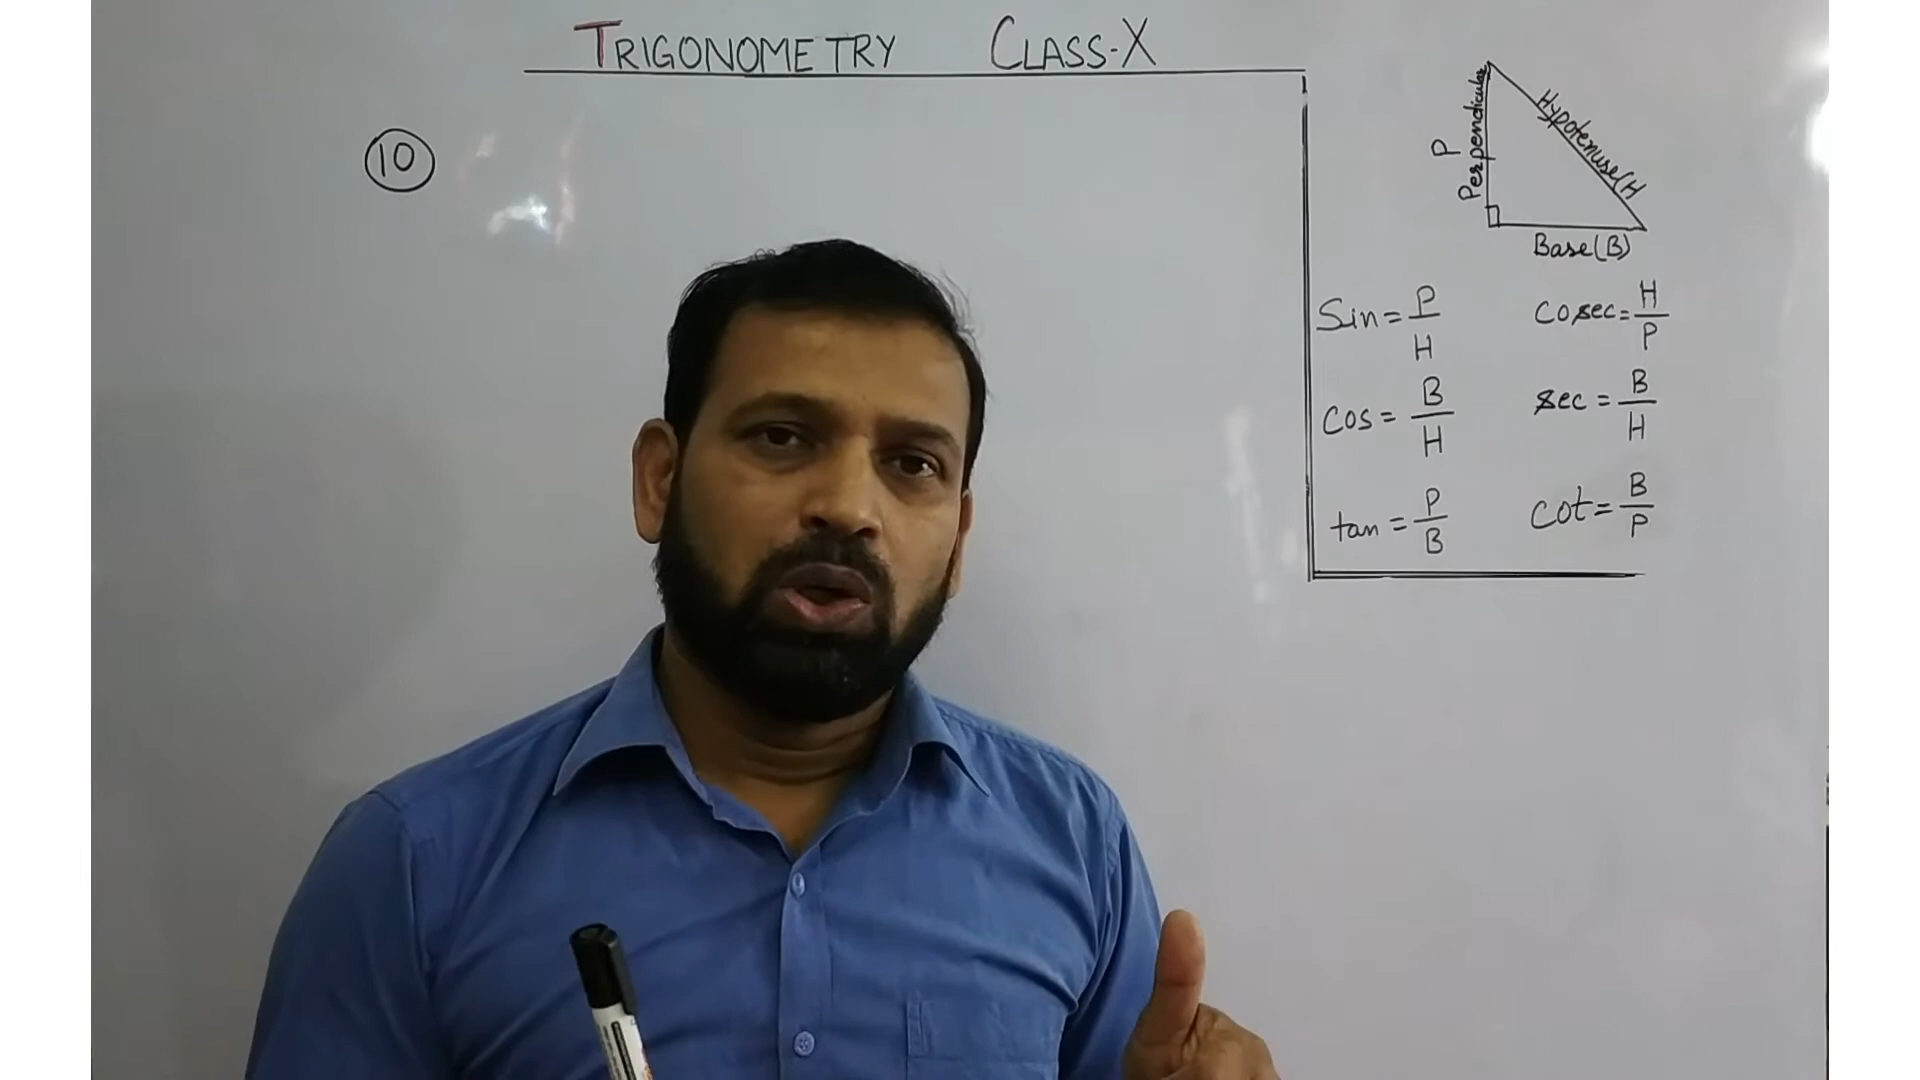 TRIGONOMETRY CLASS-X
10
P
Perpendicular
Hypotenuse(H
Base(B)
Sin = P/H
cosec = H/P
cos = B/H
sec = B/H
tan = P/B
cot = B/P